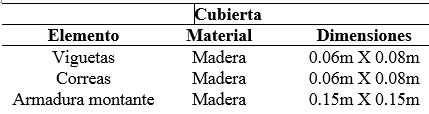 Cubierta
Elemento Material Dimensiones
Viguetas Madera 0.06m X 0.08m
Correas Madera 0.06m X 0.08m
Armadura montante Madera 0.15m X 0.15m